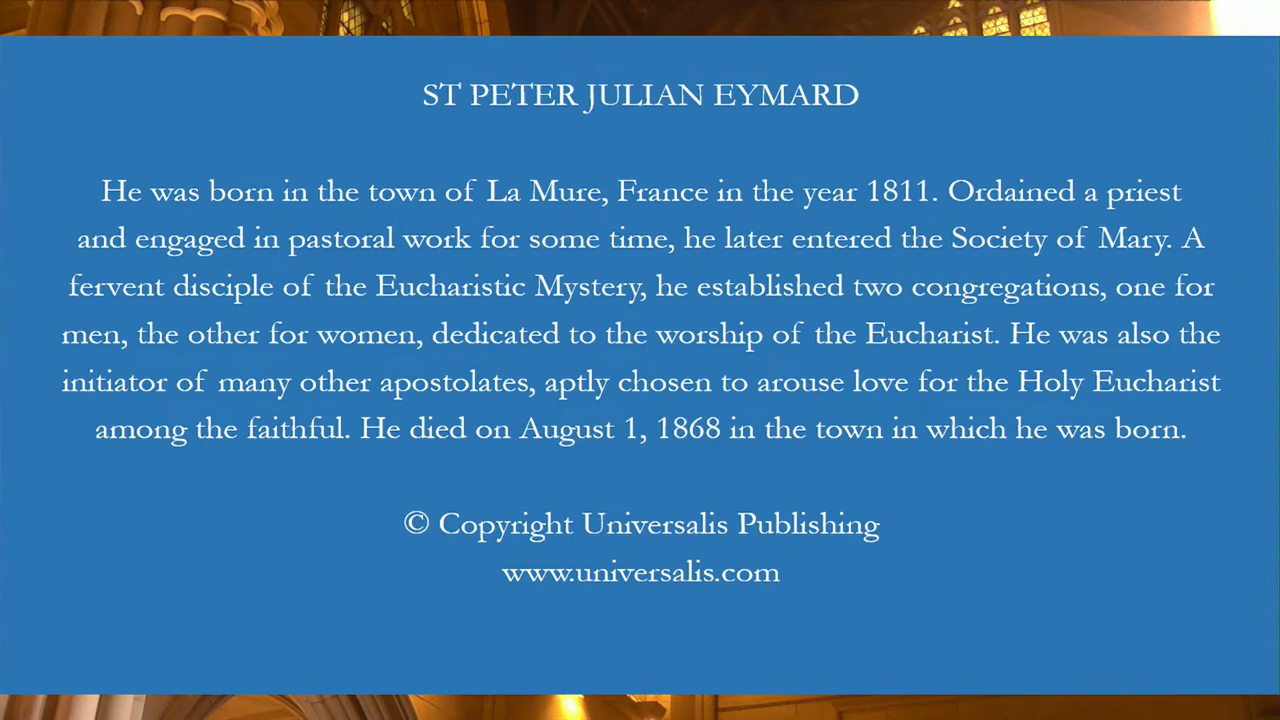 ST PETER JULIAN EYMARD
He was born in the town of La Mure, France in the year 1811. Ordained a priest
and engaged in pastoral work for some time, he later entered the Society of Mary. A
fervent disciple of the Eucharistic Mystery, he established two congregations, one for
men, the other for women, dedicated to the worship of the Eucharist. He was also the
initiator of many other apostolates, aptly chosen to arouse love for the Holy Eucharist
among the faithful. He died on August 1, 1868 in the town in which he was born.
© Copyright Universalis Publishing
www.universalis.com